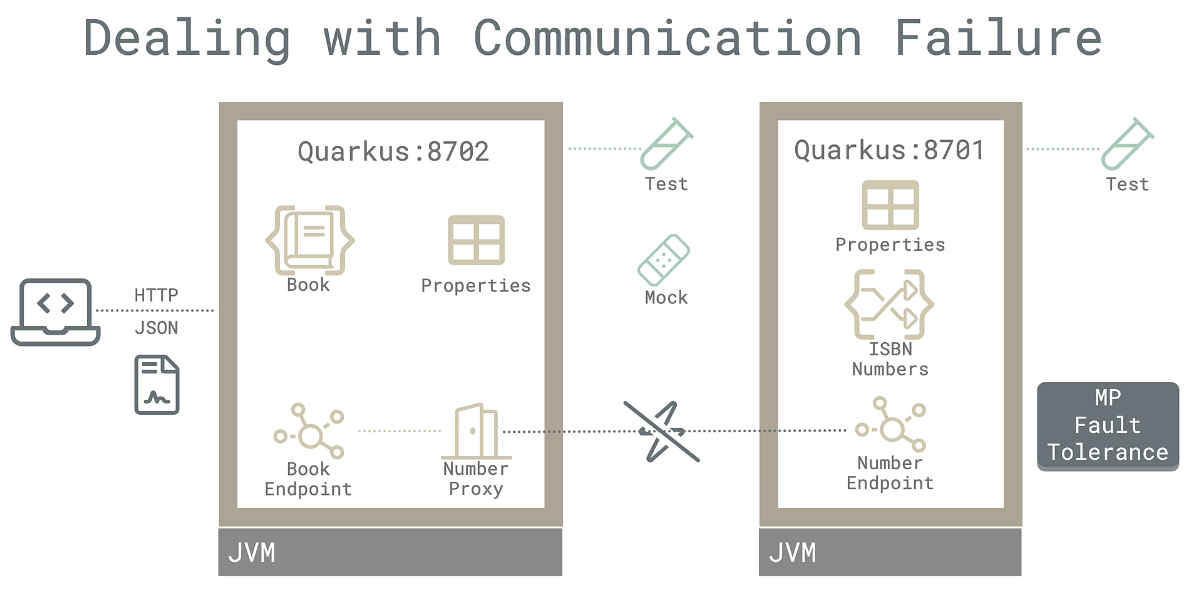 Dealing with Communication Failure
HTTP
JSON
Quarkus:8702
Book
Properties
Book
Endpoint
Number
Proxy
JVM
Test
Mock
Quarkus:8701
Properties
ISBN
Numbers
Number
Endpoint
JVM
Test
MP
Fault
Tolerance